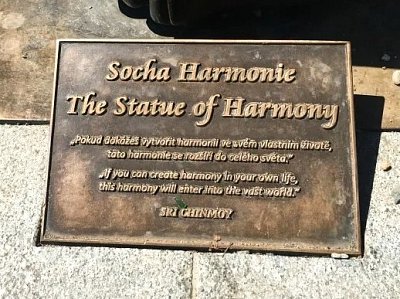 Socha Harmonie
The Statue of Harmony
„Pokud dokážeš vytvořit harmonii ve svém vlastním životě,
tato harmonie se rozšíří do celého světa.“
„If you can create harmony in your own life,
this harmony will enter into the vast world.“
SRI CHINMOY